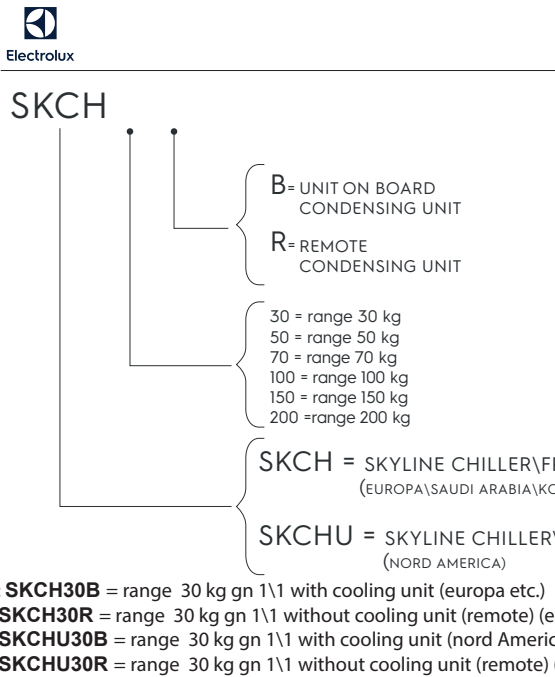 Electrolux
SKCH
B= UNIT ON BOARD
CONDENSING UNIT
R= REMOTE
CONDENSING UNIT
30 = range 30 kg
50 = range 50 kg
70 = range 70 kg
100 = range 100 kg
150 = range 150 kg
200 =range 200 kg
SKCH = SKYLINE CHILLER\
(EUROPA\SAUDI ARABIA\
SKCHU = SKYLINE CHILLER\
(NORD AMERICA)
: SKCH30B = range 30 kg gn 1\1 with cooling unit (europa etc.)
SKCH30R = range 30 kg gn 1\1 without cooling unit (remote) (e
SKCHU30B = range 30 kg gn 1\1 with cooling unit (nord Americ
SKCHU30R = range 30 kg gn 1\1 without cooling unit (remote) (